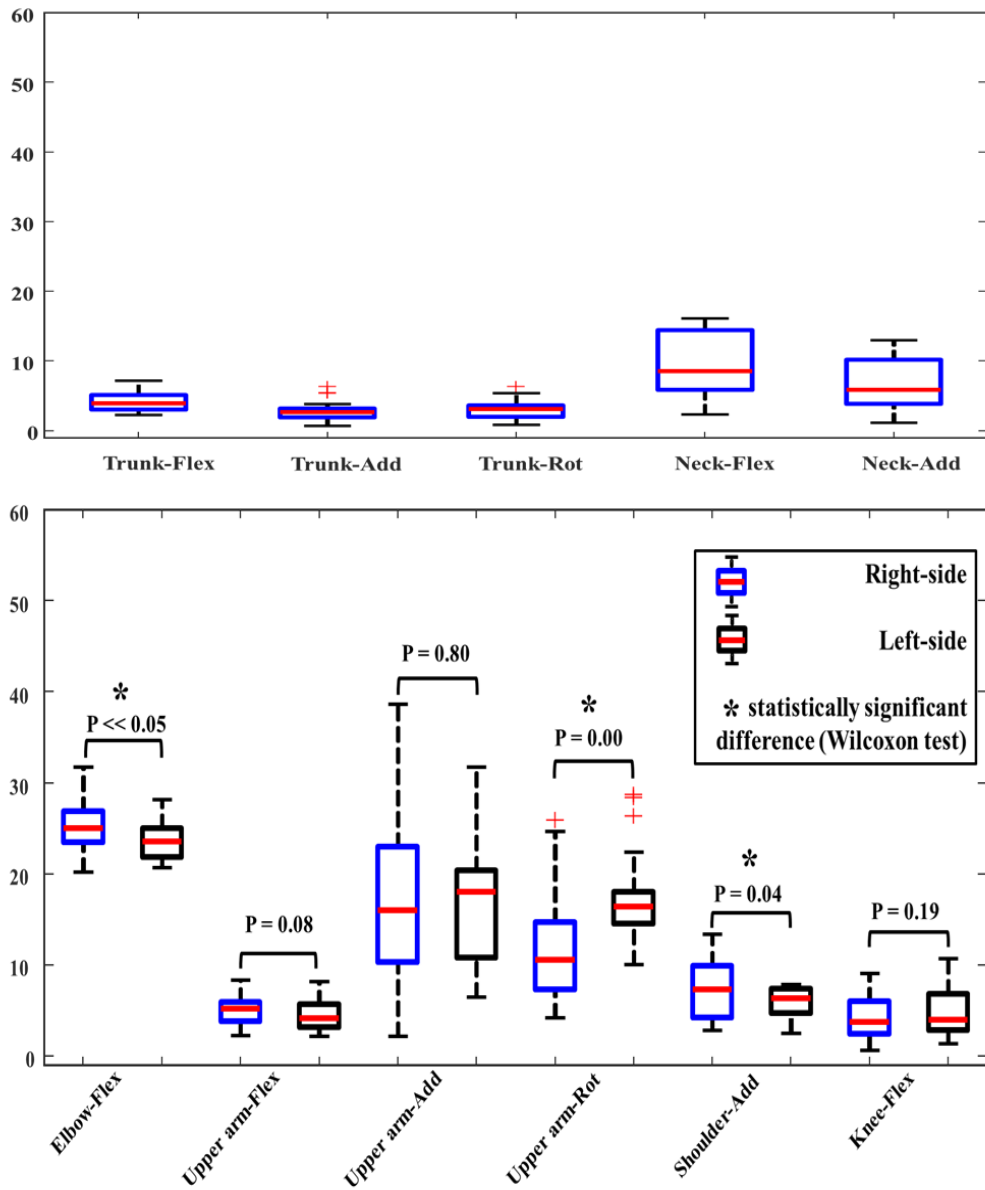 60
50
40
30
20
10
0
Trunk-Flex Trunk-Add Trunk-Rot Neck-Flex Neck-Add
60
50
40
30
20
10
0
Right-side
Left-side
* statistically significant
difference (Wilcoxon test)
*
P << 0.05
P = 0.08
P = 0.80
*
P = 0.00
*
P = 0.04
P = 0.19
Elbow-Flex
Upper arm-Flex
Upper arm-Add
Upper arm-Rot
Shoulder-Add
Knee-Flex